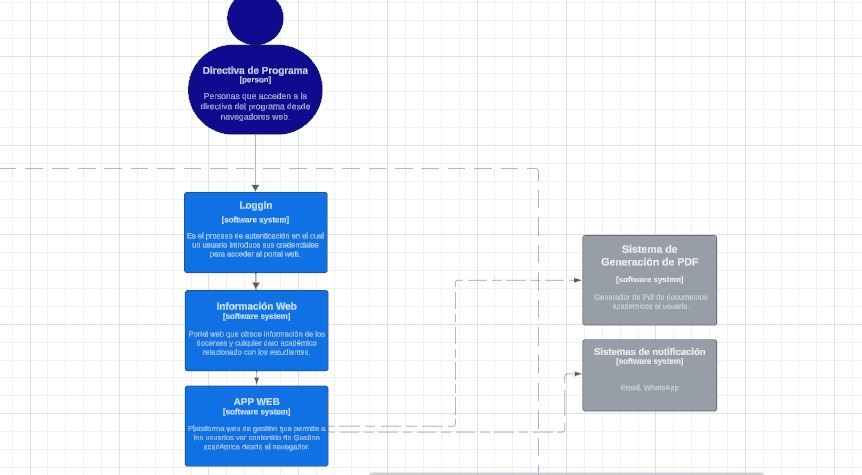 Directiva de Programa
[person]
Personas que acceden a la
directiva del programa desde
navegadores web.
Loggin
[software system]
Es el proceso de autenticación en el cual
un usuario introduce sus credenciales
para acceder al portal web.
Información Web
[software system]
Portal web que ofrece información de los
docentes y culquier dato académico
relacionado con los estudiantes.
APP WEB
[software system]
Plataforma web de gestión que permite a
los usuarios ver contenido de Gestión
académica desde el navegador.
Sistema de
Generación de PDF
[software system]
Generador de Pdf de documentos
académicos al usuario.
Sistemas de notificación
[software system]
Email, WhatsApp